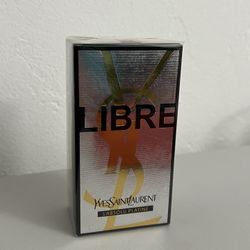 LIBRE
YVESSAINTLAURENT
L'ABSOLU PLATINE